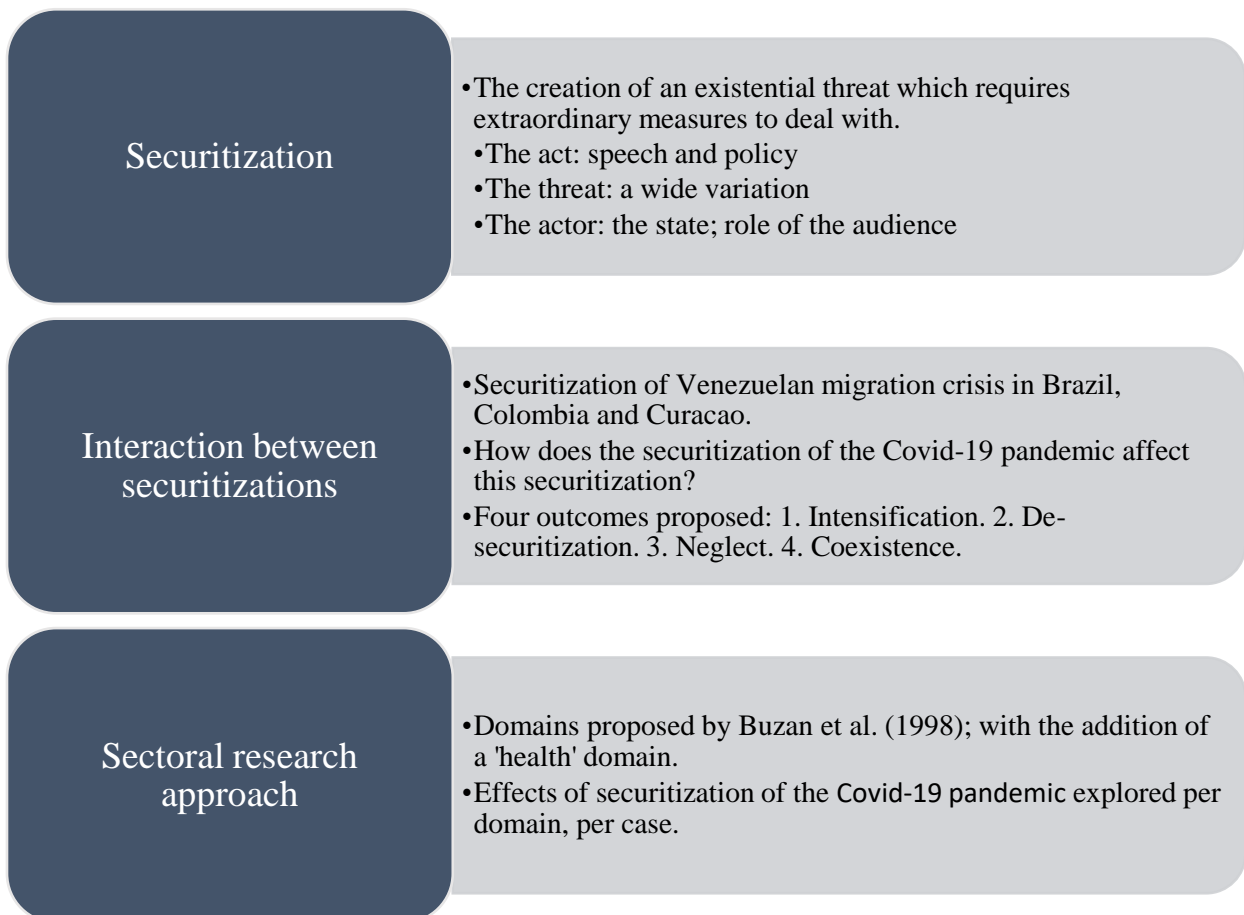 Securitization
•The creation of an existential threat which requires
extraordinary measures to deal with.
•The act: speech and policy
•The threat: a wide variation
•The actor: the state; role of the audience
Interaction between
securitizations
•Securitization of Venezuelan migration crisis in Brazil,
Colombia and Curacao.
•How does the securitization of the Covid-19 pandemic affect
this securitization?
•Four outcomes proposed: 1. Intensification. 2. De-
securitization. 3. Neglect. 4. Coexistence.
Sectoral research
approach
•Domains proposed by Buzan et al. (1998); with the addition of
a 'health' domain.
•Effects of securitization of the Covid-19 pandemic explored per
domain, per case.